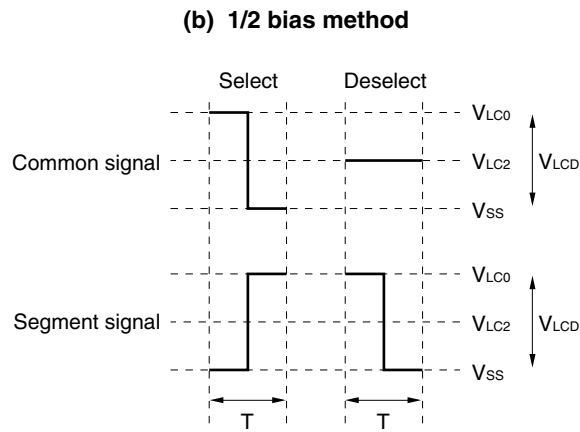 (b) 1/2 bias method
Select Deselect
VLC0
Common signal VLC2 VLCD
VSS
VLC0
Segment signal VLC2 VLCD
VSS
T T